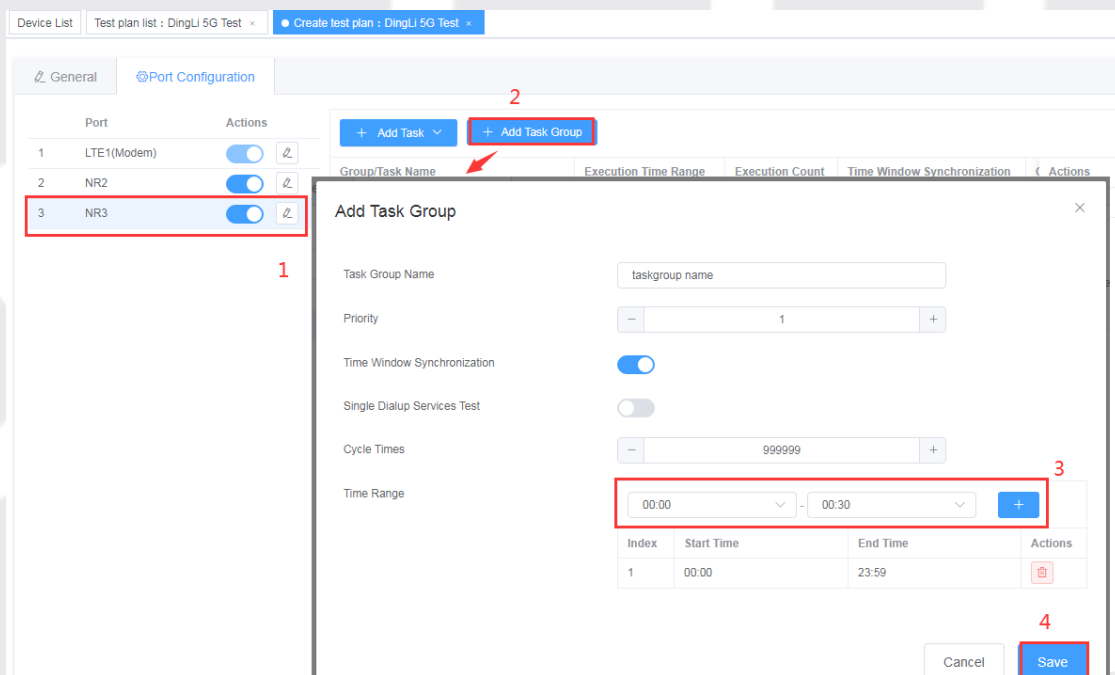 Device List Test plan list : DingLi 5G Test × Create test plan : DingLi 5G Test ×
General Port Configuration
2
Port Actions
+ Add Task + Add Task Group
1 LTE1(Modem)
Group/Task Name Execution Time Range Execution Count Time Window Synchronization Actions
2 NR2
3 NR3
Add Task Group ×
1
Task Group Name taskgroup name
Priority − 1 +
Time Window Synchronization
Single Dialup Services Test
Cycle Times − 999999 +
3
Time Range
00:00 - 00:30 +
Index Start Time End Time Actions
1 00:00 23:59
4
Cancel Save